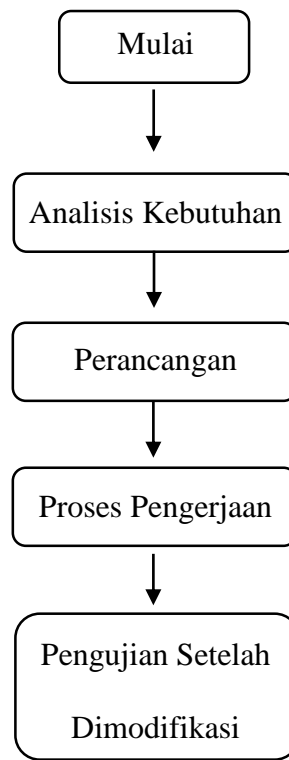 Mulai
Analisis Kebutuhan
Perancangan
Proses Pengerjaan
Pengujian Setelah
Dimodifikasi